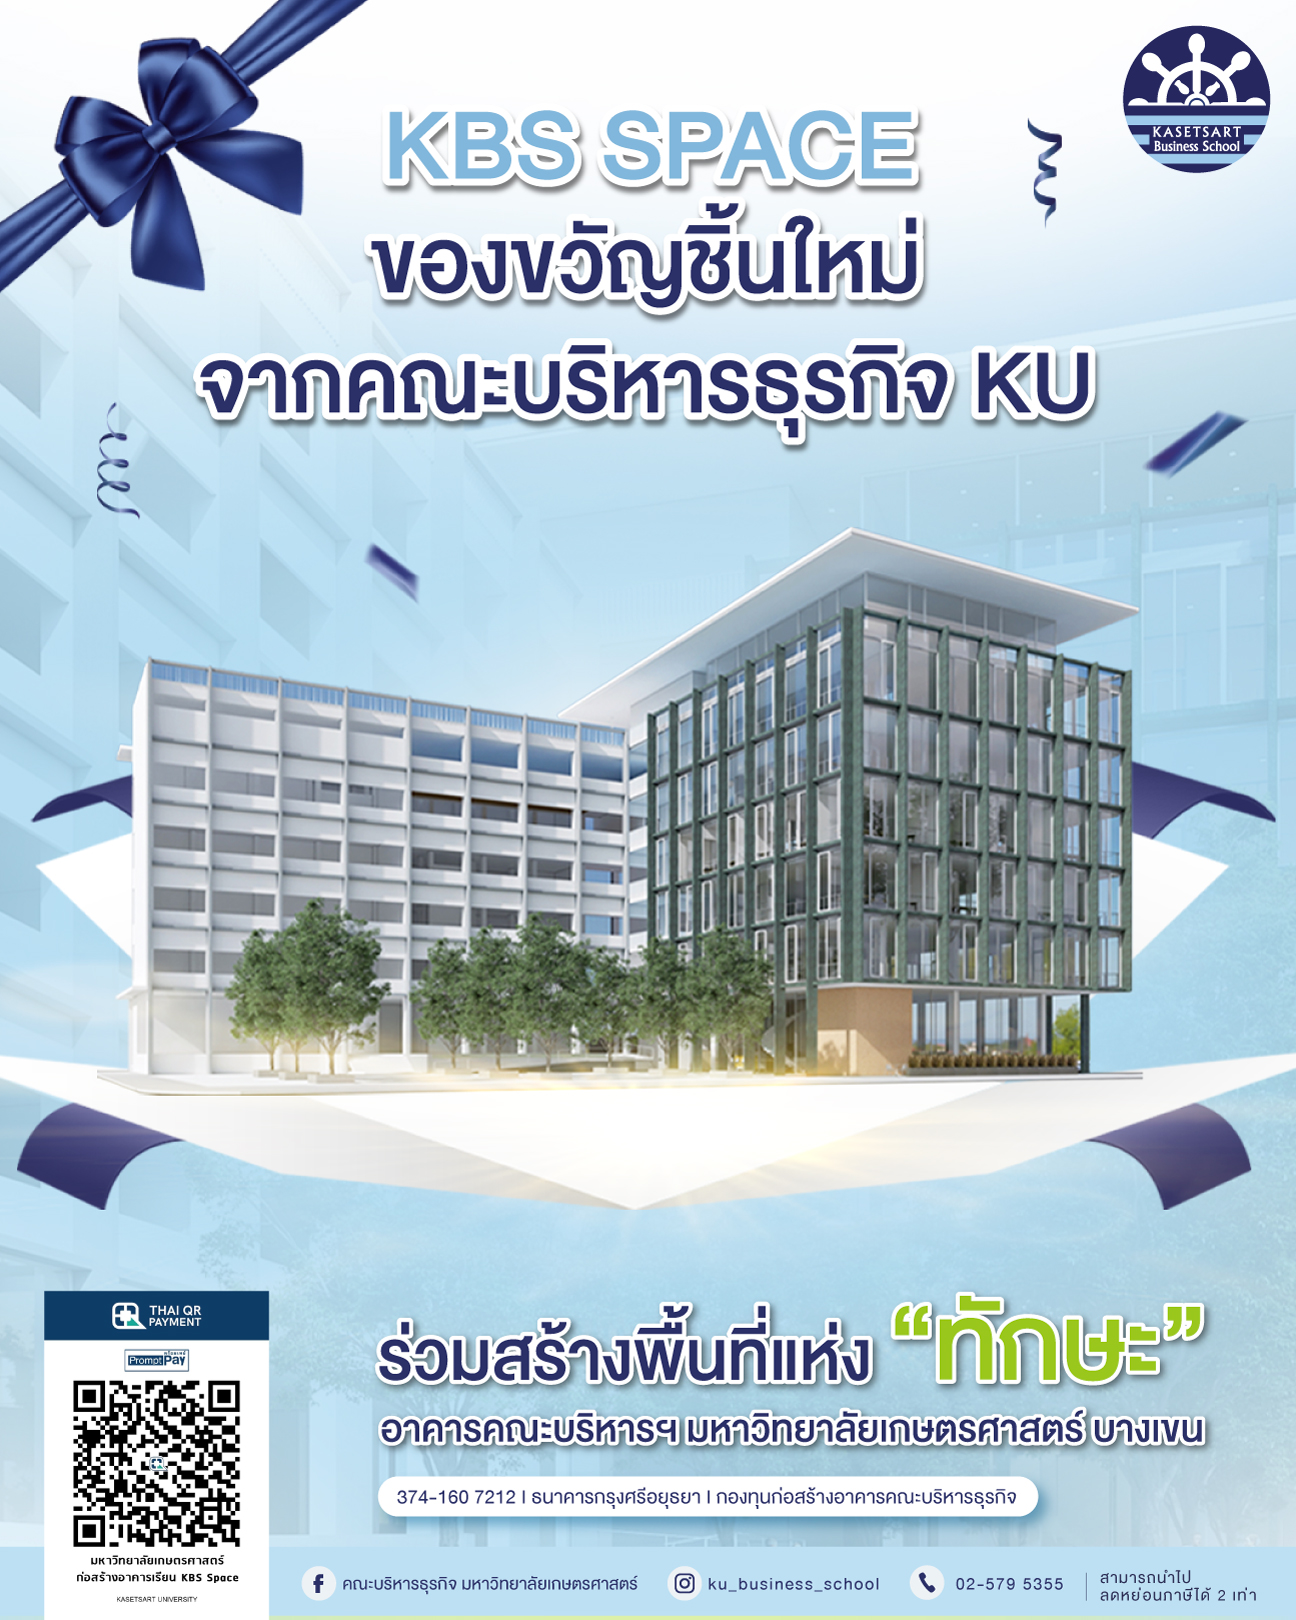 KASETSART
Business School
KBS SPACE
ของขวัญชิ้นใหม่
จากคณะบริหารธุรกิจ KU
THAI QR
PAYMENT
พร้อมเพย์
PromptPay
มหาวิทยาลัยเกษตรศาสตร์
ก่อสร้างอาคารเรียน KBS Space
KASETSART UNIVERSITY
ร่วมสร้างพื้นที่แห่ง “ทักษะ”
อาคารคณะบริหารฯ มหาวิทยาลัยเกษตรศาสตร์ บางเขน
374-160 7212 I ธนาคารกรุงศรีอยุธยา I กองทุนก่อสร้างอาคารคณะบริหารธุรกิจ
คณะบริหารธุรกิจ มหาวิทยาลัยเกษตรศาสตร์
ku_business_school
02-579 5355
สามารถนำไป
ลดหย่อนภาษีได้ 2 เท่า